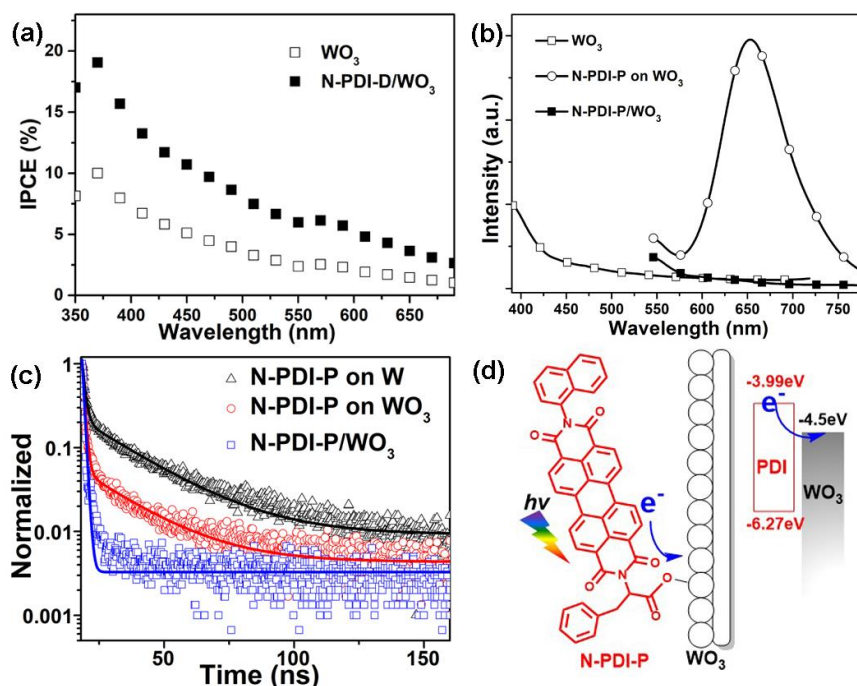 (a)
WO3
N-PDI-D/WO3
IPCE (%)
20
15
10
5
0
350
400
450
500
550
600
650
Wavelength (nm)
(b)
WO3
N-PDI-P on WO3
N-PDI-P/WO3
Intensity (a.u.)
400
450
500
550
600
650
700
750
Wavelength (nm)
(c)
N-PDI-P on W
N-PDI-P on WO3
N-PDI-P/WO3
Normalized
1
0.1
0.01
0.001
50
100
150
Time (ns)
(d)
hv
e-
O
O
N
O
O
O
O
N
O
O
N-PDI-P
WO3
-3.99eV
e-
-4.5eV
PDI
WO3
-6.27eV